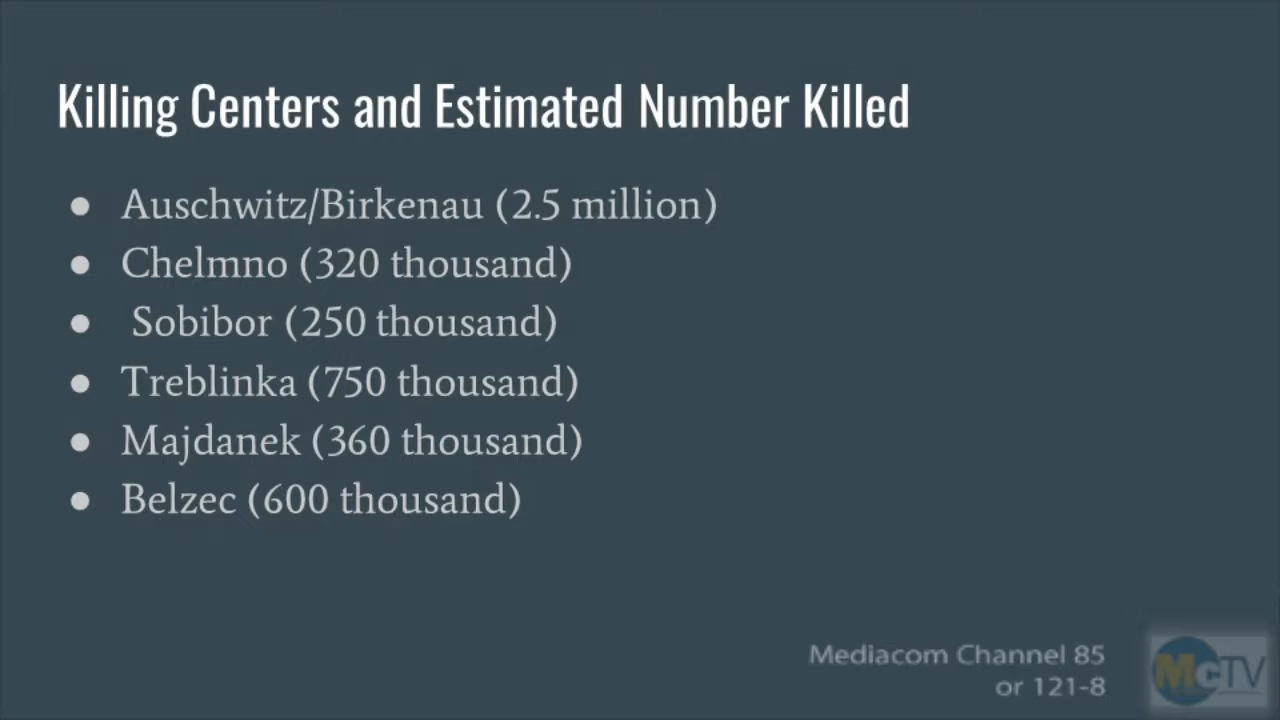 Killing Centers and Estimated Number Killed
● Auschwitz/Birkenau (2.5 million)
● Chelmno (320 thousand)
● Sobibor (250 thousand)
● Treblinka (750 thousand)
● Majdanek (360 thousand)
● Belzec (600 thousand)
Mediacom Channel 85
or 121-8
McTV